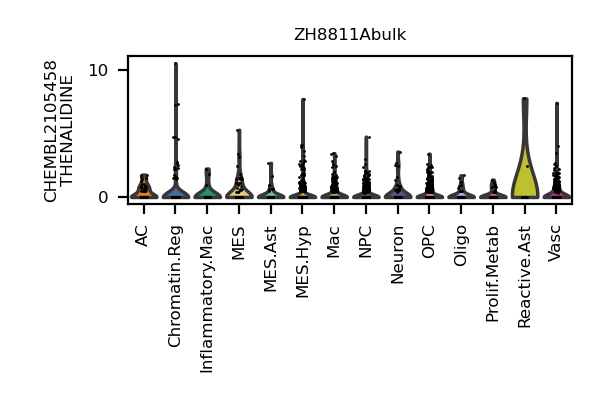 ZH8811Abulk
CHEMBL2105458
THENALIDINE
10
0
AC
Chromatin.Reg
Inflammatory.Mac
MES
MES.Ast
MES.Hyp
Mac
NPC
Neuron
OPC
Oligo
Prolif.Metab
Reactive.Ast
Vasc